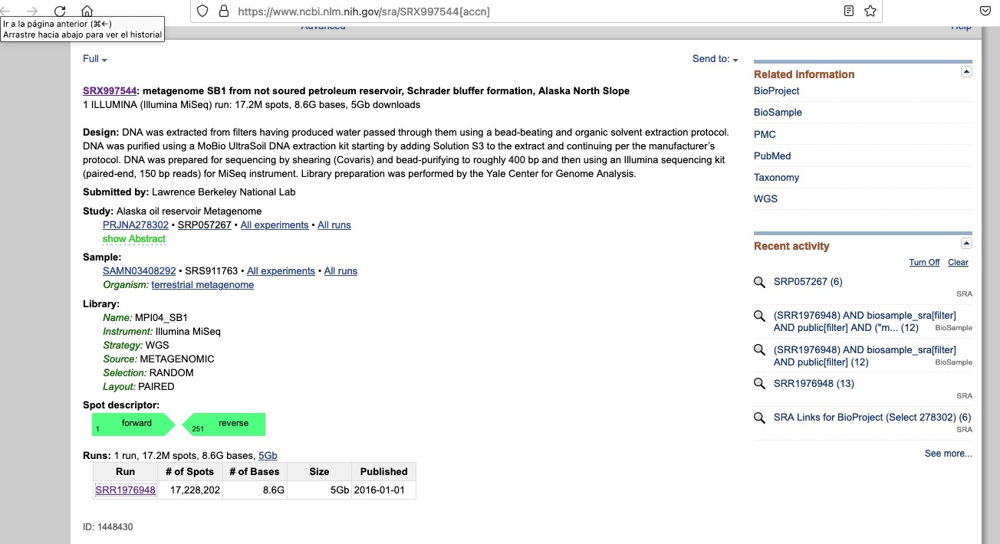 https://www.ncbi.nlm.nih.gov/sra/SRX997544[accn]
Ir a la página anterior (⌘←)
Arrastre hacia abajo para ver el historial
Advanced
Help
Full
Send to:
SRX997544: metagenome SB1 from not soured petroleum reservoir, Schrader bluffer formation, Alaska North Slope
1 ILLUMINA (Illumina MiSeq) run: 17.2M spots, 8.6G bases, 5Gb downloads
Design: DNA was extracted from filters having produced water passed through them using a bead-beating and organic solvent extraction protocol.
DNA was purified using a MoBio UltraSoil DNA extraction kit starting by adding Solution S3 to the extract and continuing per the manufacturer's
protocol. DNA was prepared for sequencing by shearing (Covaris) and bead-purifying to roughly 400 bp and then using an Illumina sequencing kit
(paired-end, 150 bp reads) for MiSeq instrument. Library preparation was performed by the Yale Center for Genome Analysis.
Submitted by: Lawrence Berkeley National Lab
Study: Alaska oil reservoir Metagenome
PRJNA278302 • SRP057267 • All experiments • All runs
show Abstract
Sample:
SAMN03408292 • SRS911763 • All experiments • All runs
Organism: terrestrial metagenome
Library:
Name: MPI04_SB1
Instrument: Illumina MiSeq
Strategy: WGS
Source: METAGENOMIC
Selection: RANDOM
Layout: PAIRED
Spot descriptor:
1 forward 251 reverse
Runs: 1 run, 17.2M spots, 8.6G bases, 5Gb
Run # of Spots # of Bases Size Published
SRR1976948 17,228,202 8.6G 5Gb 2016-01-01
ID: 1448430
Related information
BioProject
BioSample
PMC
PubMed
Taxonomy
WGS
Recent activity
Turn Off Clear
SRP057267 (6)
SRA
(SRR1976948) AND biosample_sra[filter]
AND public[filter] AND ("m... (12) BioSample
(SRR1976948) AND biosample_sra[filter]
AND public[filter] (12) BioSample
SRR1976948 (13)
SRA
SRA Links for BioProject (Select 278302) (6)
SRA
See more...